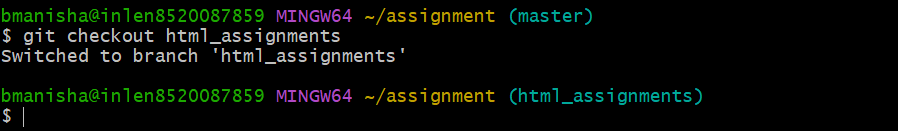 bmanisha@inlen8520087859 MINGW64 ~/assignment (master)
$ git checkout html_assignments
Switched to branch 'html_assignments'
bmanisha@inlen8520087859 MINGW64 ~/assignment (html_assignments)
$